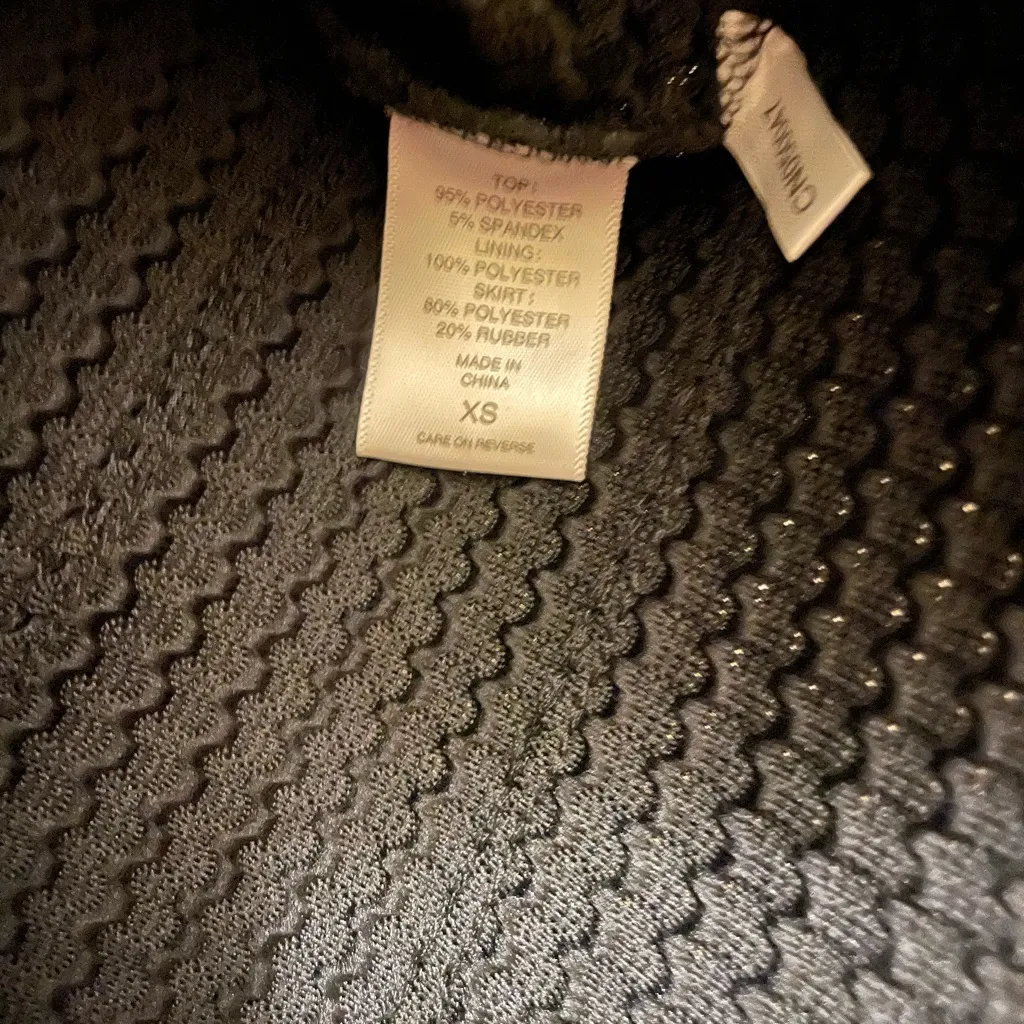 TOP:
95% POLYESTER
5% SPANDEX
LINING:
100% POLYESTER
SKIRT:
80% POLYESTER
20% RUBBER
MADE IN
CHINA
XS
CARE ON REVERSE